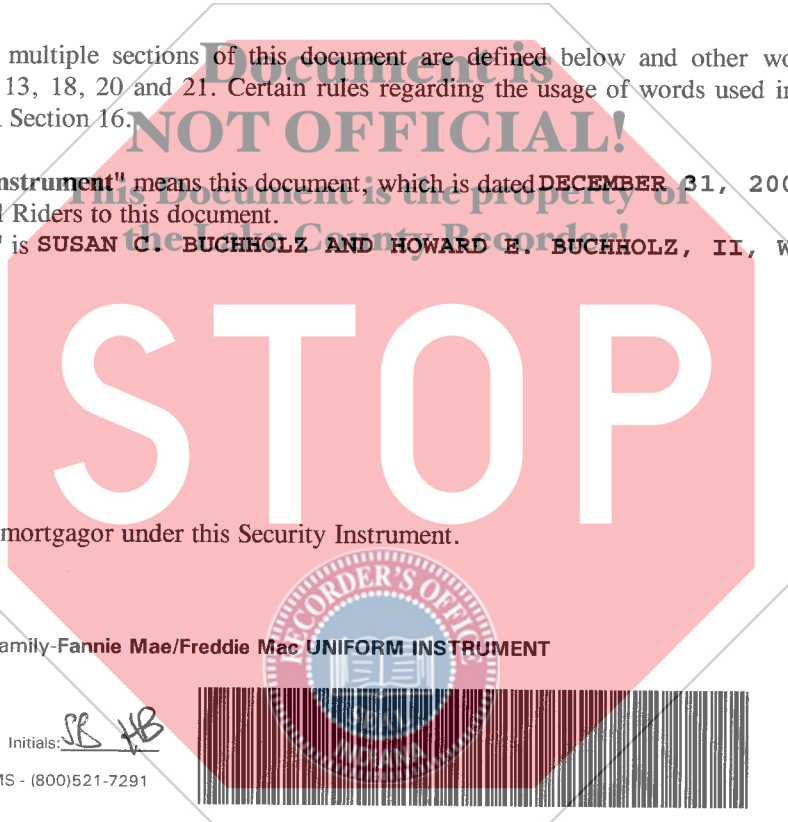 multiple sections of this document are defined below and other wo
Document is
13, 18, 20 and 21. Certain rules regarding the usage of words used in
Section 16.
NOT OFFICIAL!
nstrument" means this document, which is dated DECEMBER 31, 200
This Document is the property of
Riders to this document.
the Lake County Recorder!
" is SUSAN C. BUCHHOLZ AND HOWARD E. BUCHHOLZ, II, W
STOP
mortgagor under this Security Instrument.
RECORDER'S OFFICE
amily-Fannie Mae/Freddie Mac UNIFORM INSTRUMENT
SEAL
Initials: SB HB
INDIANA
MS - (800)521-7291